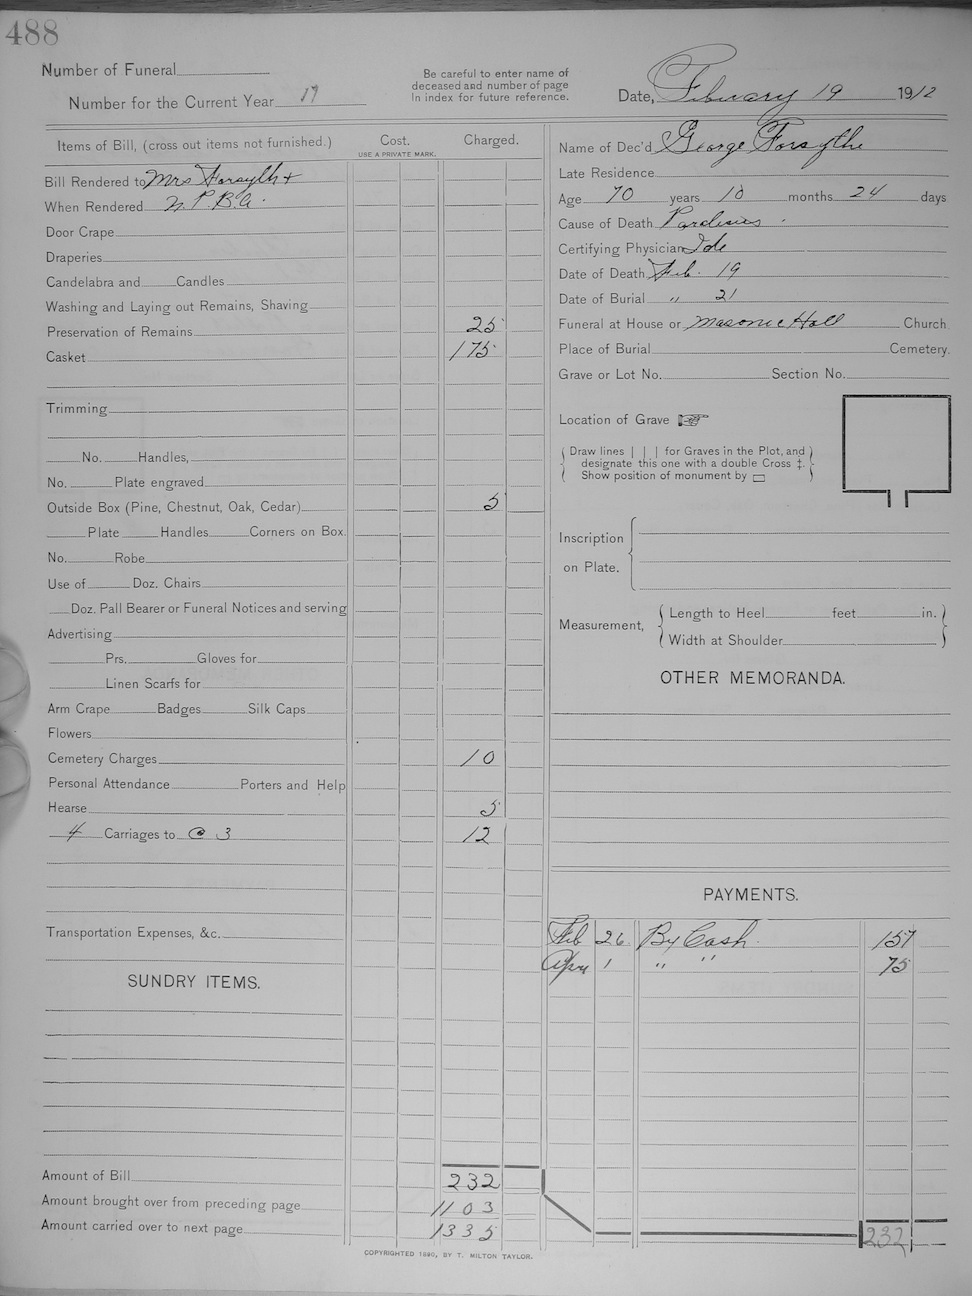 488
Number of Funeral
Number for the Current Year 17
Be careful to enter name of
deceased and number of page
in index for future reference.
Date, February 19 1912
Items of Bill, (cross out items not furnished.)
Cost.
USE A PRIVATE MARK.
Charged.
Bill Rendered to Mrs Forsyth +
When Rendered
Door Crape
Draperies
Candelabra and Candles
Washing and Laying out Remains, Shaving
Preservation of Remains 25
Casket 175
Trimming
No. Handles,
No. Plate engraved
Outside Box (Pine, Chestnut, Oak, Cedar) 5
Plate Handles Corners on Box.
No. Robe
Use of Doz. Chairs
Doz. Pall Bearer or Funeral Notices and serving
Advertising
Prs. Gloves for
Linen Scarfs for
Arm Crape Badges Silk Caps
Flowers
Cemetery Charges 10
Personal Attendance Porters and Help
Hearse 5
4 Carriages to @ 3 12
Transportation Expenses, &c.
SUNDRY ITEMS.
Amount of Bill 232
Amount brought over from preceding page 1103
Amount carried over to next page 1335
COPYRIGHTED 1890, BY T. MILTON TAYLOR.
Name of Dec'd George Forsythe
Late Residence
Age 70 years 10 months 24 days
Cause of Death
Certifying Physician Ide
Date of Death Feb. 19
Date of Burial " 21
Funeral at House or Masonic Hall Church
Place of Burial Cemetery.
Grave or Lot No. Section No.
Location of Grave
Draw lines | | | for Graves in the Plot, and
designate this one with a double Cross ‡.
Show position of monument by ▭
Inscription
on Plate.
Measurement,
Length to Heel feet in.
Width at Shoulder
OTHER MEMORANDA.
PAYMENTS.
Feb 26 By Cash 157
Apr 1 " " 75
232